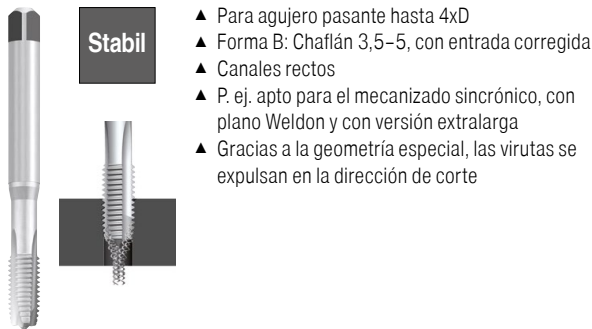 Stabil
▲ Para agujero pasante hasta 4xD
▲ Forma B: Chaflán 3,5–5, con entrada corregida
▲ Canales rectos
▲ P. ej. apto para el mecanizado sincrónico, con
plano Weldon y con versión extralarga
▲ Gracias a la geometría especial, las virutas se
expulsan en la dirección de corte